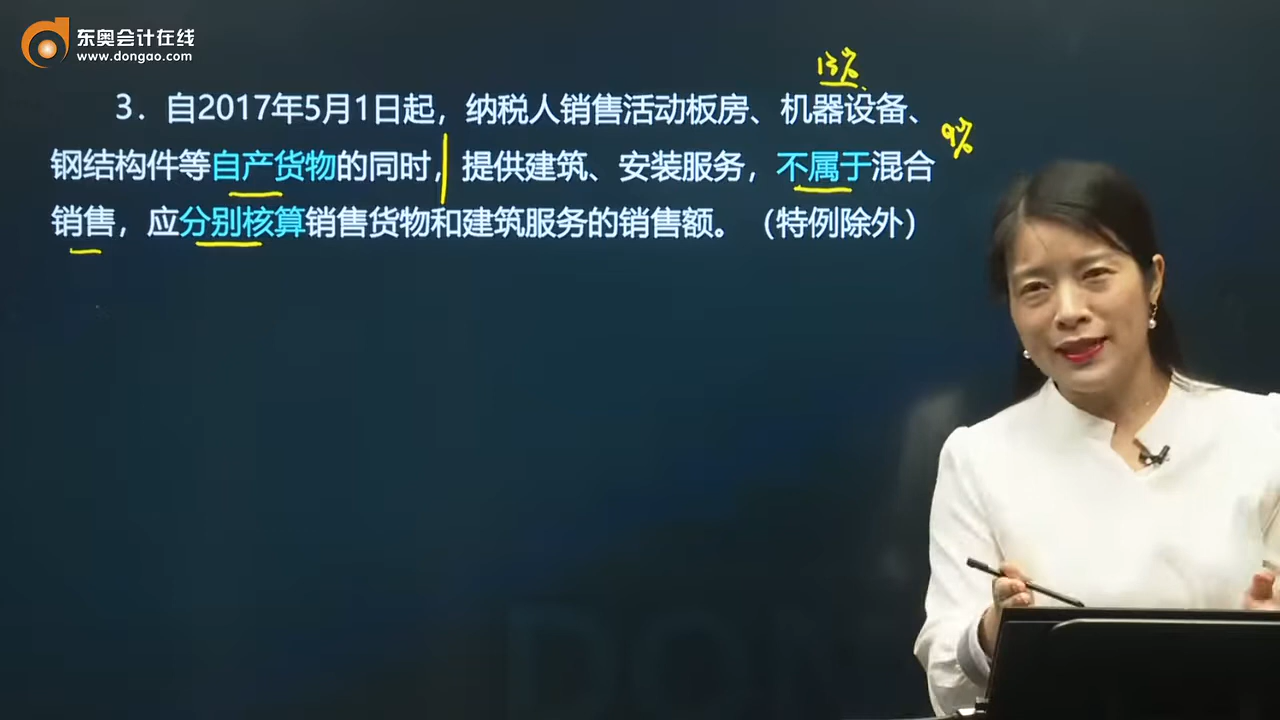 东奥会计在线
www.dongao.com
13%
3．自2017年5月1日起，纳税人销售活动板房、机器设备、
9%
钢结构件等自产货物的同时，提供建筑、安装服务，不属于混合
销售，应分别核算销售货物和建筑服务的销售额。（特例除外）
DON